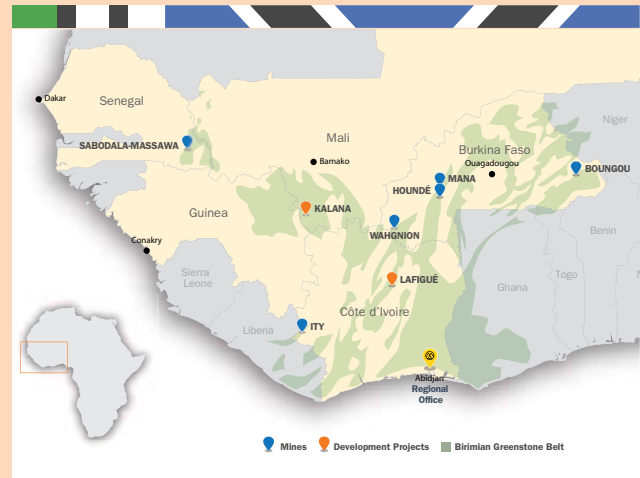 Dakar
Senegal
Niger
Mali
SABODALA-MASSAWA
Burkina Faso
Bamako
Ouagadougou
BOUNGOU
MANA
HOUNDÉ
KALANA
Guinea
WAHGNION
Benin
Conakry
Sierra
Leone
LAFIGUÉ
Togo
N
Ghana
Côte d'Ivoire
ITY
Liberia
Abidjan
Regional
Office
Mines
Development Projects
Birimian Greenstone Belt